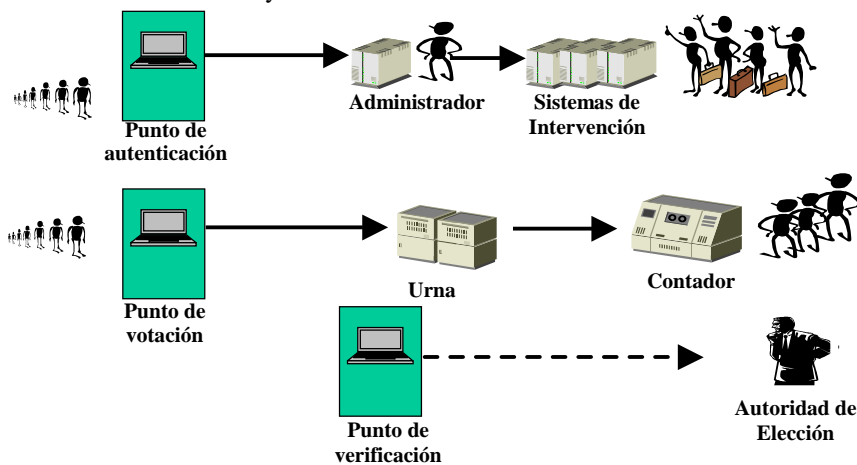 Administrador
Sistemas de
Intervención
Punto de
autenticación
Urna
Contador
Punto de
votación
Autoridad de
Elección
Punto de
verificación